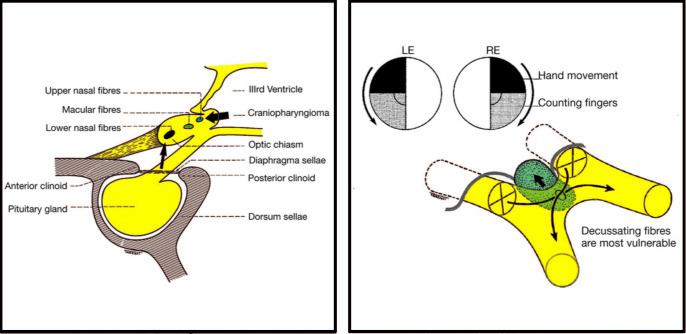 Upper nasal fibres
Macular fibres
Lower nasal fibres
Anterior clinoid
Pituitary gland
IIIrd Ventricle
Craniopharyngioma
Optic chiasm
Diaphragma sellae
Posterior clinoid
Dorsum sellae
LE
RE
Hand movement
Counting fingers
Decussating fibres
are most vulnerable